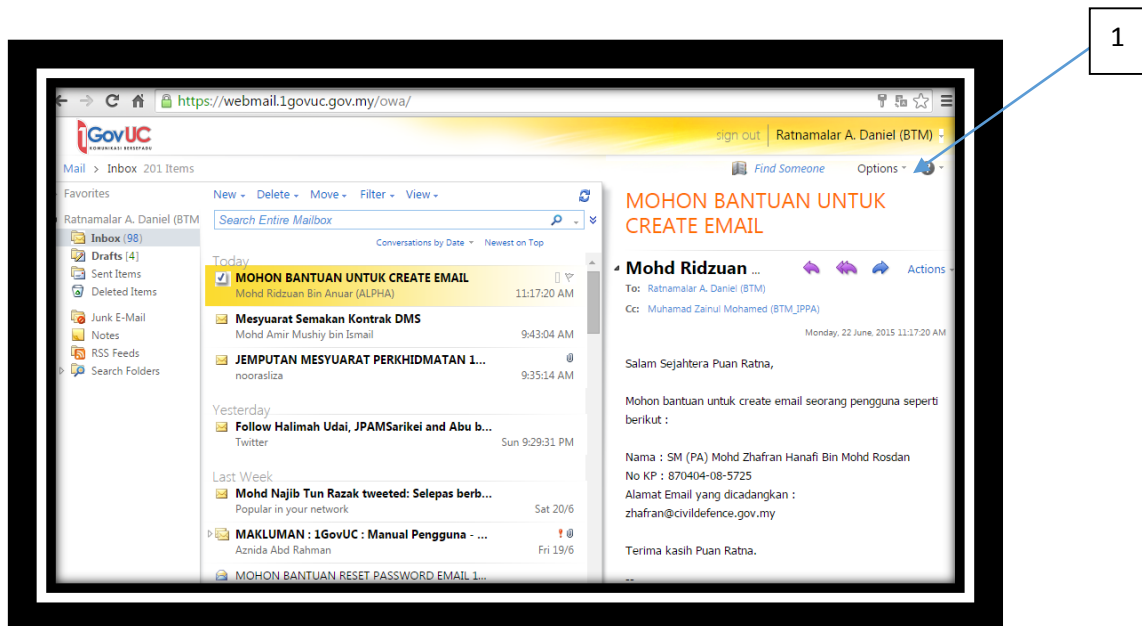 1
https://webmail.1govuc.gov.my/owa/
1GovUC
KOMUNIKASI BERSEPADU
sign out Ratnamalar A. Daniel (BTM)
Mail > Inbox 201 Items
Find Someone Options
Favorites
Ratnamalar A. Daniel (BTM
Inbox (98)
Drafts [4]
Sent Items
Deleted Items
Junk E-Mail
Notes
RSS Feeds
Search Folders
New Delete Move Filter View
Search Entire Mailbox
Conversations by Date Newest on Top
Today
MOHON BANTUAN UNTUK CREATE EMAIL
Mohd Ridzuan Bin Anuar (ALPHA) 11:17:20 AM
Mesyuarat Semakan Kontrak DMS
Mohd Amir Mushiy bin Ismail 9:43:04 AM
JEMPUTAN MESYUARAT PERKHIDMATAN 1...
noorasliza 9:35:14 AM
Yesterday
Follow Halimah Udai, JPAMSarikei and Abu b...
Twitter Sun 9:29:31 PM
Last Week
Mohd Najib Tun Razak tweeted: Selepas berb...
Popular in your network Sat 20/6
MAKLUMAN : 1GovUC : Manual Pengguna - ...
Aznida Abd Rahman Fri 19/6
MOHON BANTUAN RESET PASSWORD EMAIL 1...
MOHON BANTUAN UNTUK
CREATE EMAIL
Mohd Ridzuan ... Actions
To: Ratnamalar A. Daniel (BTM)
Cc: Muhamad Zainul Mohamed (BTM_IPPA)
Monday, 22 June, 2015 11:17:20 AM
Salam Sejahtera Puan Ratna,
Mohon bantuan untuk create email seorang pengguna seperti
berikut :
Nama : SM (PA) Mohd Zhafran Hanafi Bin Mohd Rosdan
No KP : 870404-08-5725
Alamat Email yang dicadangkan :
zhafran@civildefence.gov.my
Terima kasih Puan Ratna.
--